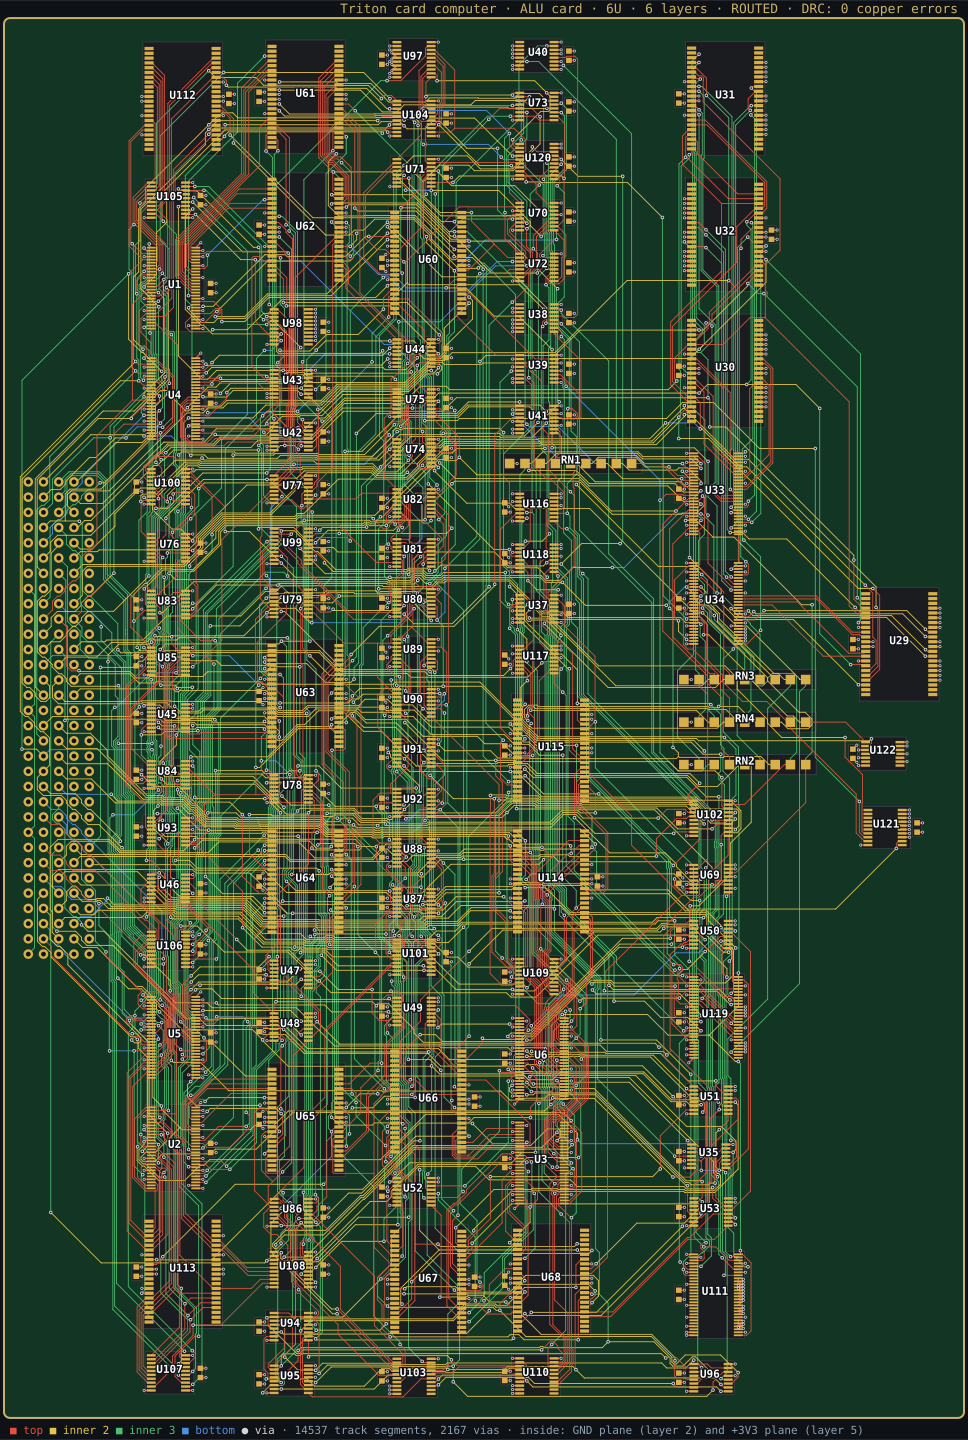 Triton card computer · ALU card · 6U · 6 layers · ROUTED · DRC: 0 copper errors
U112
U61
U97
U40
U31
U73
U104
U120
U71
U105
U70
U62
U32
U60
U72
U1
U38
U98
U44
U39
U30
U43
U4
U75
U41
U42
U74
RN1
U100
U77
U33
U82
U116
U76
U99
U81
U118
U83
U79
U80
U37
U34
U29
U85
U89
U117
RN3
U63
U90
U45
RN4
U91
U115
U122
RN2
U84
U78
U92
U102
U93
U121
U88
U46
U64
U114
U69
U87
U50
U106
U101
U47
U109
U49
U119
U5
U48
U6
U66
U51
U65
U2
U3
U35
U52
U86
U53
U113
U108
U67
U68
U111
U94
U107
U95
U103
U110
U96
top inner 2 inner 3 bottom via · 14537 track segments, 2167 vias · inside: GND plane (layer 2) and +3V3 plane (layer 5)